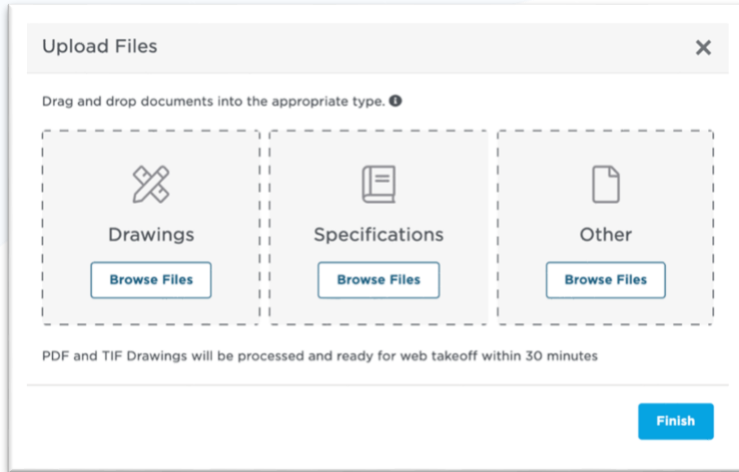 Upload Files
Drag and drop documents into the appropriate type.
Drawings
Specifications
Other
Browse Files
Browse Files
Browse Files
PDF and TIF Drawings will be processed and ready for web takeoff within 30 minutes
Finish